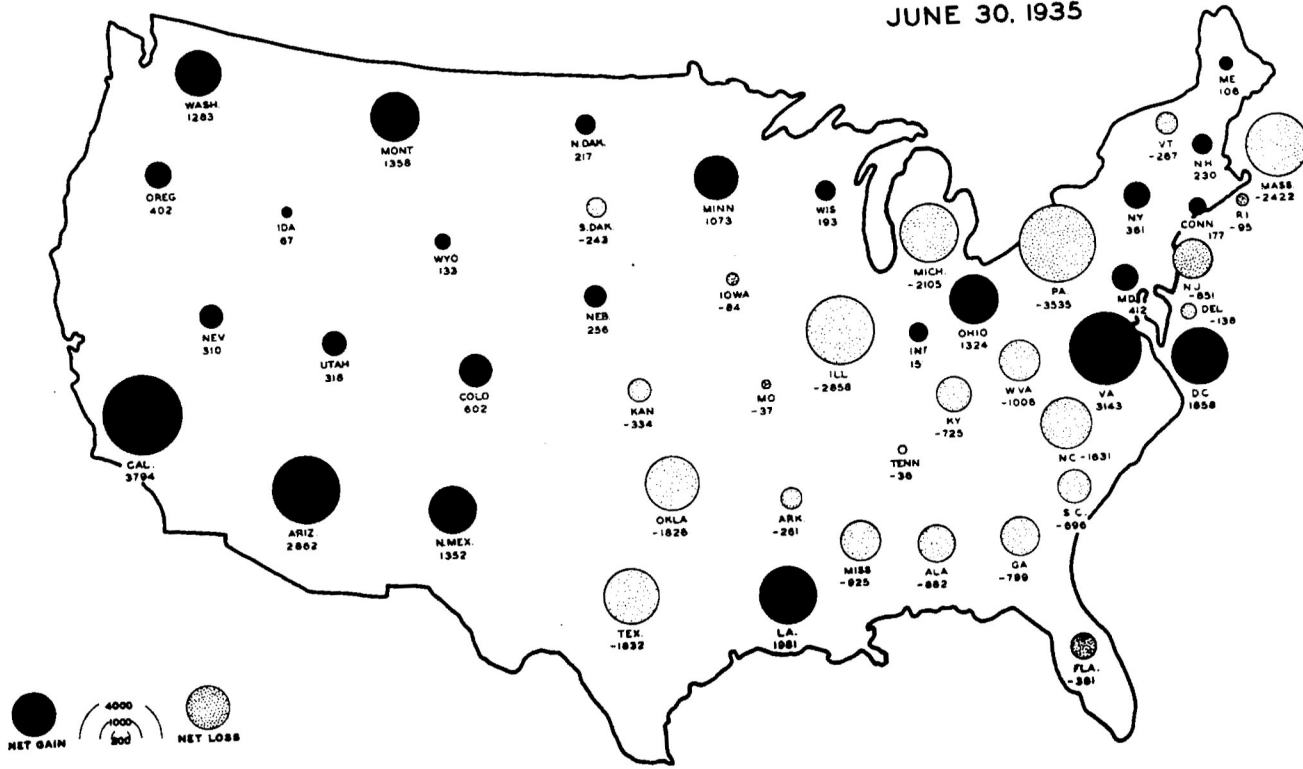 JUNE 30, 1935
ME
106
WASH.
1283
MONT
1358
N.DAK.
217
VT
-267
NH
230
MASS.
-2422
OREG
402
IDA
67
WYO
133
S.DAK
-243
MINN
1073
WIS
193
MICH.
-2105
NY
361
CONN
177
R I
-95
NEV
310
UTAH
318
COLO
602
NEB.
256
IOWA
-84
ILL
-2858
IND
15
OHIO
1324
PA.
-3535
MD.
412
N J
-851
DEL
-138
CAL.
3794
KAN
-334
MO
-37
KY
-725
W.VA
-1006
VA
3143
DC
1858
ARIZ.
2862
N.MEX.
1352
OKLA
-1826
ARK.
-261
TENN
-36
NC -1631
S C.
-696
TEX.
-1832
LA.
1981
MISS
-925
ALA
-882
GA
-799
FLA.
-381
4000
1000
200
NET GAIN
NET LOSS